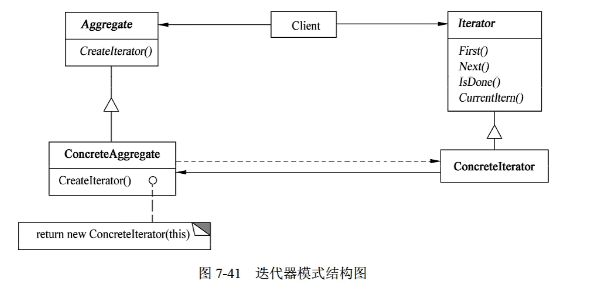 Aggregate
CreateIterator()
Client
Iterator
First()
Next()
IsDone()
CurrentItern()
ConcreteAggregate
CreateIterator()
ConcreteIterator
return new ConcreteIterator(this)
图 7-41 迭代器模式结构图